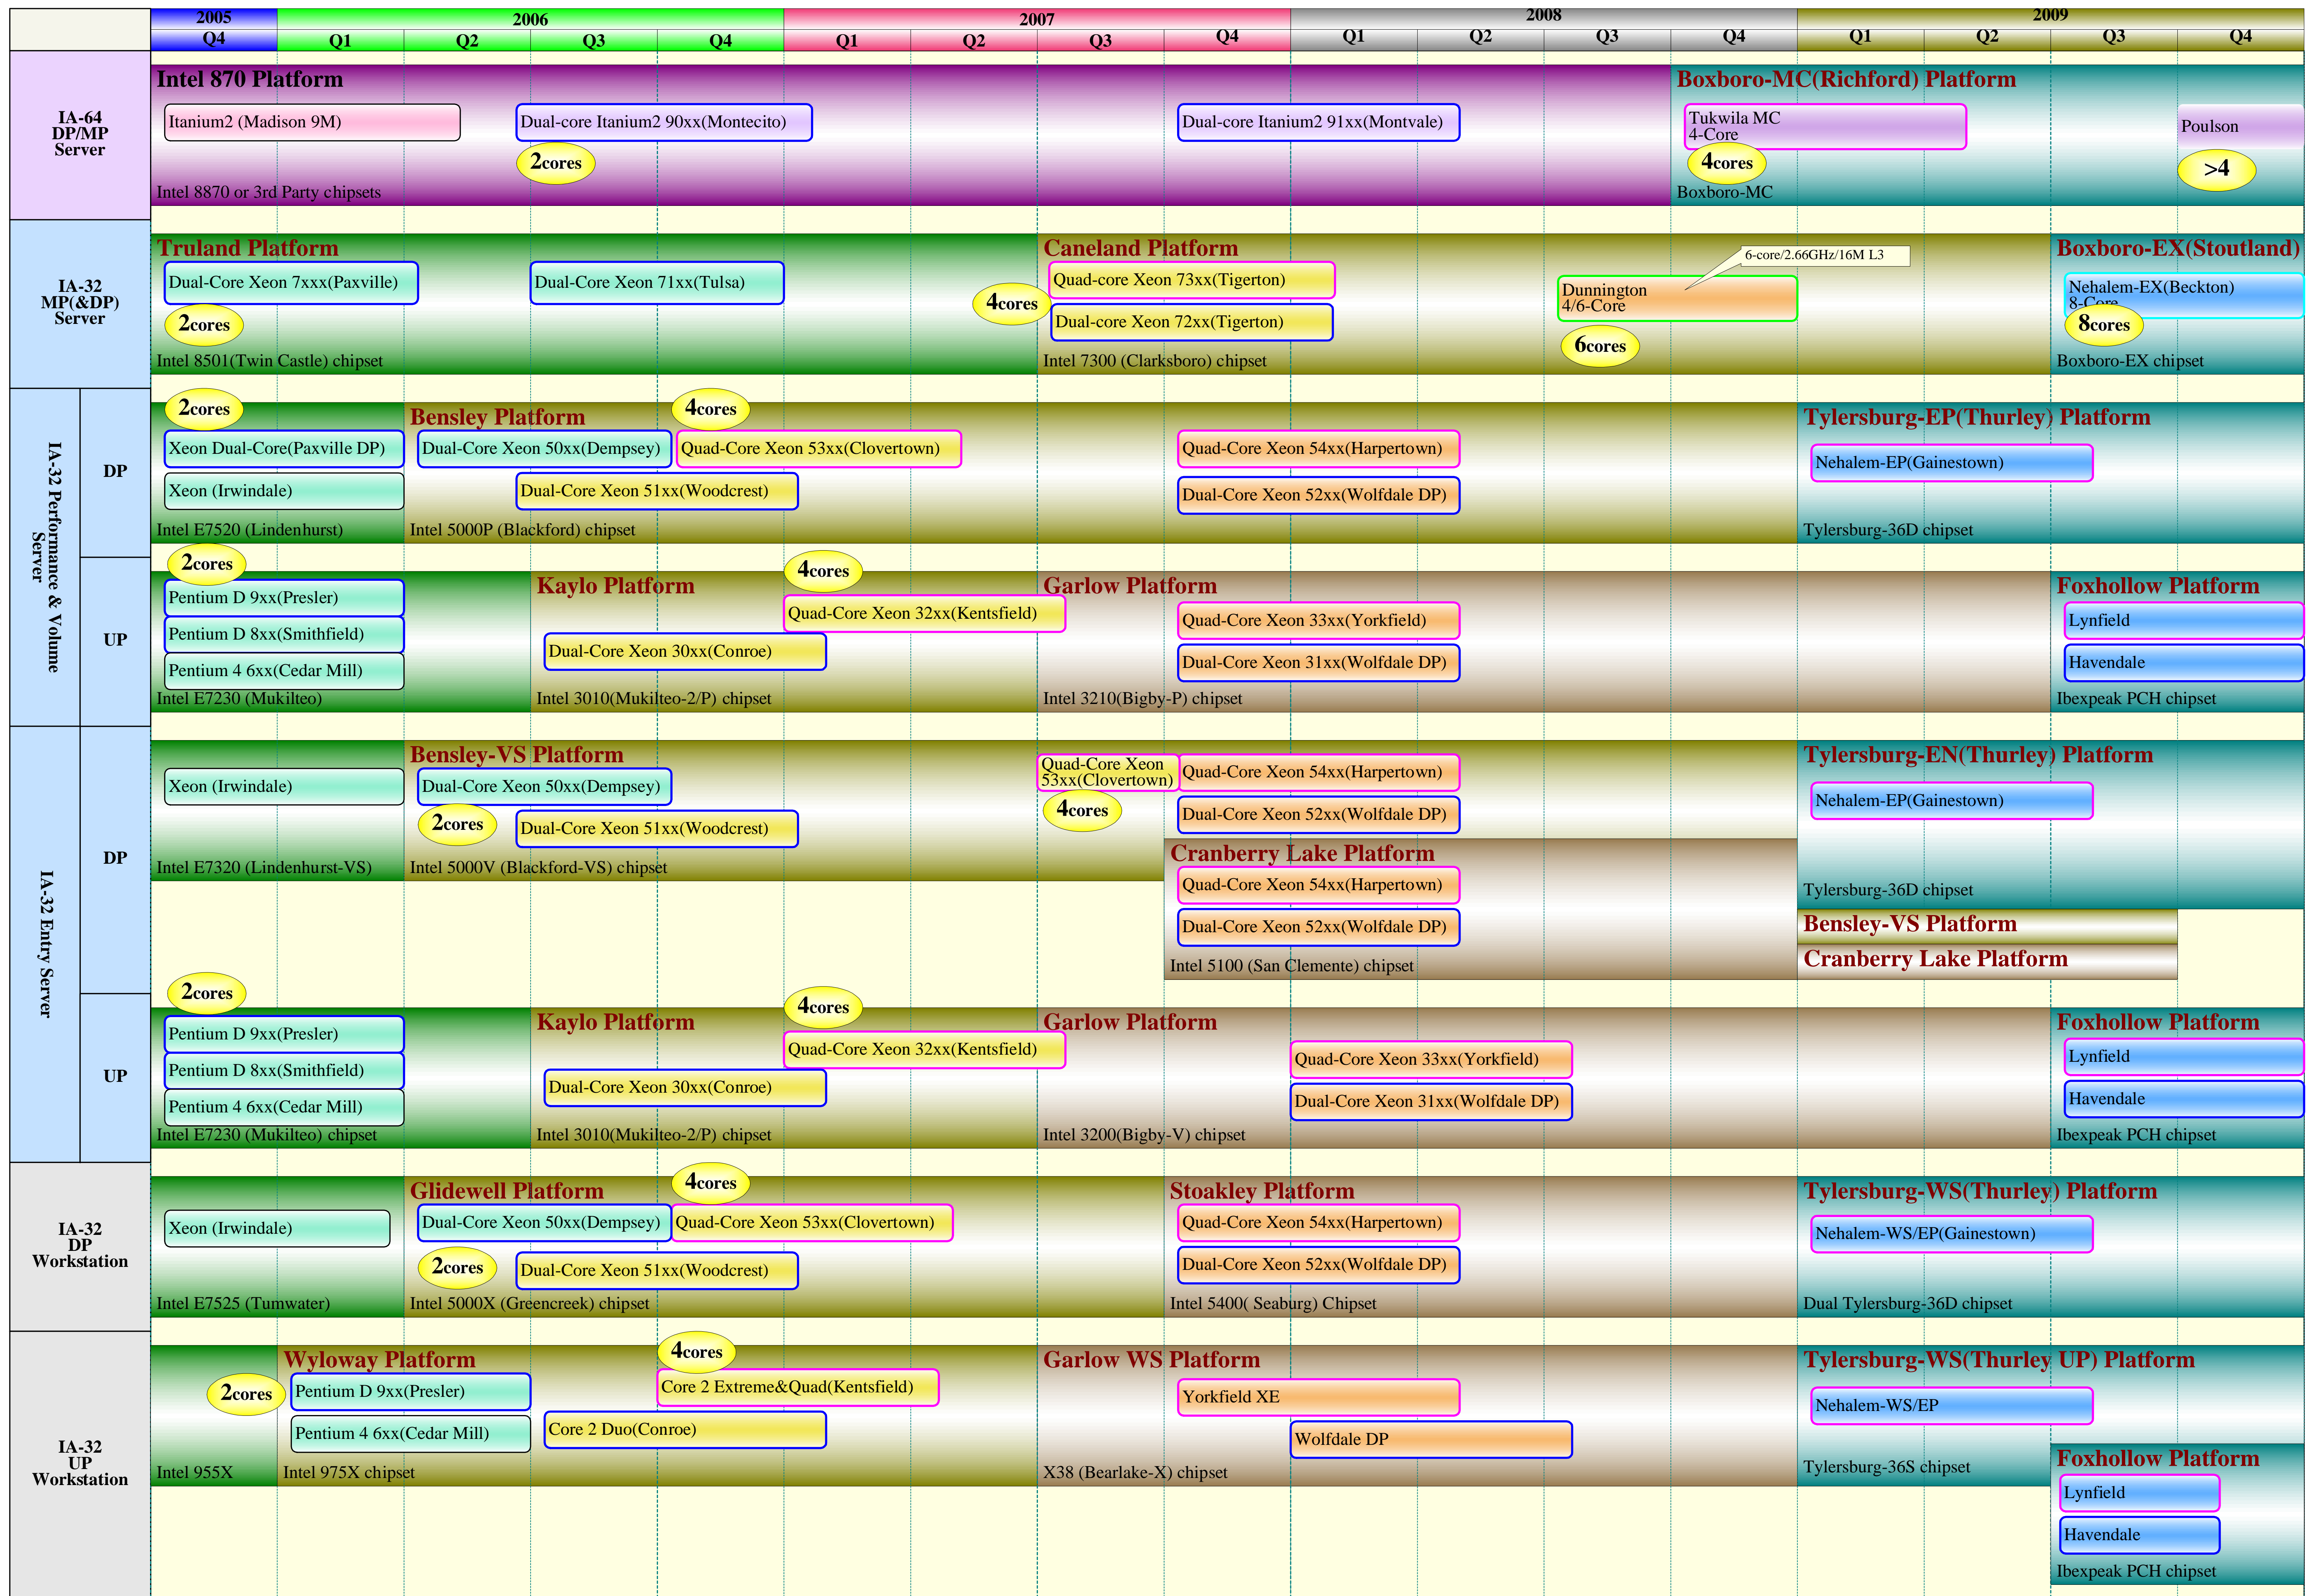 2005
2006
2007
2008
2009
Q4
Q1
Q2
Q3
Q4
Q1
Q2
Q3
Q4
Q1
Q2
Q3
Q4
Q1
Q2
Q3
Q4
IA-64
DP/MP
Server
Intel 870 Platform
Itanium2 (Madison 9M)
Dual-core Itanium2 90xx(Montecito)
2cores
Dual-core Itanium2 91xx(Montvale)
Intel 8870 or 3rd Party chipsets
Boxboro-MC(Richford) Platform
Tukwila MC
4-Core
4cores
Boxboro-MC
Poulson
>4
IA-32
MP(&DP)
Server
Truland Platform
Dual-Core Xeon 7xxx(Paxville)
2cores
Dual-Core Xeon 71xx(Tulsa)
Intel 8501(Twin Castle) chipset
Caneland Platform
4cores
Quad-core Xeon 73xx(Tigerton)
Dual-core Xeon 72xx(Tigerton)
Intel 7300 (Clarksboro) chipset
6-core/2.66GHz/16M L3
Dunnington
4/6-Core
6cores
Boxboro-EX(Stoutland)
Nehalem-EX(Beckton)
8-Core
8cores
Boxboro-EX chipset
IA-32 Performance & Volume
Server
DP
2cores
Xeon Dual-Core(Paxville DP)
Xeon (Irwindale)
Intel E7520 (Lindenhurst)
Bensley Platform
Dual-Core Xeon 50xx(Dempsey)
4cores
Quad-Core Xeon 53xx(Clovertown)
Dual-Core Xeon 51xx(Woodcrest)
Intel 5000P (Blackford) chipset
Quad-Core Xeon 54xx(Harpertown)
Dual-Core Xeon 52xx(Wolfdale DP)
Tylersburg-EP(Thurley) Platform
Nehalem-EP(Gainestown)
Tylersburg-36D chipset
UP
2cores
Pentium D 9xx(Presler)
Pentium D 8xx(Smithfield)
Pentium 4 6xx(Cedar Mill)
Intel E7230 (Mukilteo)
Kaylo Platform
4cores
Quad-Core Xeon 32xx(Kentsfield)
Dual-Core Xeon 30xx(Conroe)
Intel 3010(Mukilteo-2/P) chipset
Garlow Platform
Quad-Core Xeon 33xx(Yorkfield)
Dual-Core Xeon 31xx(Wolfdale DP)
Intel 3210(Bigby-P) chipset
Foxhollow Platform
Lynfield
Havendale
Ibexpeak PCH chipset
IA-32 Entry Server
DP
Xeon (Irwindale)
Intel E7320 (Lindenhurst-VS)
Bensley-VS Platform
Dual-Core Xeon 50xx(Dempsey)
2cores
Dual-Core Xeon 51xx(Woodcrest)
Intel 5000V (Blackford-VS) chipset
Quad-Core Xeon
53xx(Clovertown)
4cores
Quad-Core Xeon 54xx(Harpertown)
Dual-Core Xeon 52xx(Wolfdale DP)
Cranberry Lake Platform
Quad-Core Xeon 54xx(Harpertown)
Dual-Core Xeon 52xx(Wolfdale DP)
Intel 5100 (San Clemente) chipset
Tylersburg-EN(Thurley) Platform
Nehalem-EP(Gainestown)
Tylersburg-36D chipset
Bensley-VS Platform
Cranberry Lake Platform
UP
2cores
Pentium D 9xx(Presler)
Pentium D 8xx(Smithfield)
Pentium 4 6xx(Cedar Mill)
Intel E7230 (Mukilteo) chipset
Kaylo Platform
4cores
Quad-Core Xeon 32xx(Kentsfield)
Dual-Core Xeon 30xx(Conroe)
Intel 3010(Mukilteo-2/P) chipset
Garlow Platform
Quad-Core Xeon 33xx(Yorkfield)
Dual-Core Xeon 31xx(Wolfdale DP)
Intel 3200(Bigby-V) chipset
Foxhollow Platform
Lynfield
Havendale
Ibexpeak PCH chipset
IA-32
DP
Workstation
Xeon (Irwindale)
Intel E7525 (Tumwater)
Glidewell Platform
4cores
Dual-Core Xeon 50xx(Dempsey)
Quad-Core Xeon 53xx(Clovertown)
2cores
Dual-Core Xeon 51xx(Woodcrest)
Intel 5000X (Greencreek) chipset
Stoakley Platform
Quad-Core Xeon 54xx(Harpertown)
Dual-Core Xeon 52xx(Wolfdale DP)
Intel 5400( Seaburg) Chipset
Tylersburg-WS(Thurley) Platform
Nehalem-WS/EP(Gainestown)
Dual Tylersburg-36D chipset
IA-32
UP
Workstation
2cores
Intel 955X
Wyloway Platform
Pentium D 9xx(Presler)
Pentium 4 6xx(Cedar Mill)
4cores
Core 2 Extreme&Quad(Kentsfield)
Core 2 Duo(Conroe)
Intel 975X chipset
Garlow WS Platform
Yorkfield XE
Wolfdale DP
X38 (Bearlake-X) chipset
Tylersburg-WS(Thurley UP) Platform
Nehalem-WS/EP
Tylersburg-36S chipset
Foxhollow Platform
Lynfield
Havendale
Ibexpeak PCH chipset